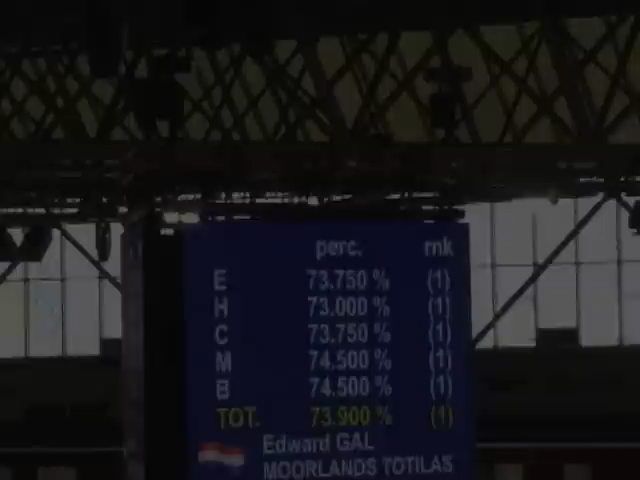 perc. rnk
E 73.750 % (1)
H 73.000 % (1)
C 73.750 % (1)
M 74.500 % (1)
B 74.500 % (1)
TOT. 73.900 % (1)
Edward GAL
MOORLANDS TOTILAS